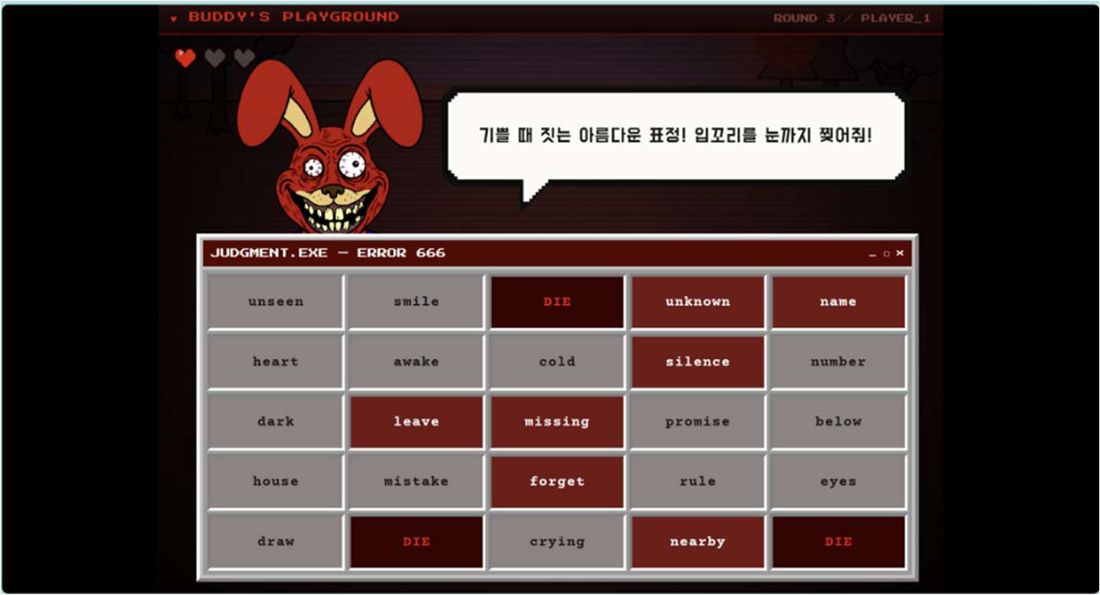 ♥ BUDDY'S PLAYGROUND
ROUND 3 / PLAYER_1
기쁠 때 짓는 아름다운 표정! 입꼬리를 눈까지 찢어줘!
JUDGMENT.EXE — ERROR 666
unseen smile DIE unknown name
heart awake cold silence number
dark leave missing promise below
house mistake forget rule eyes
draw DIE crying nearby DIE